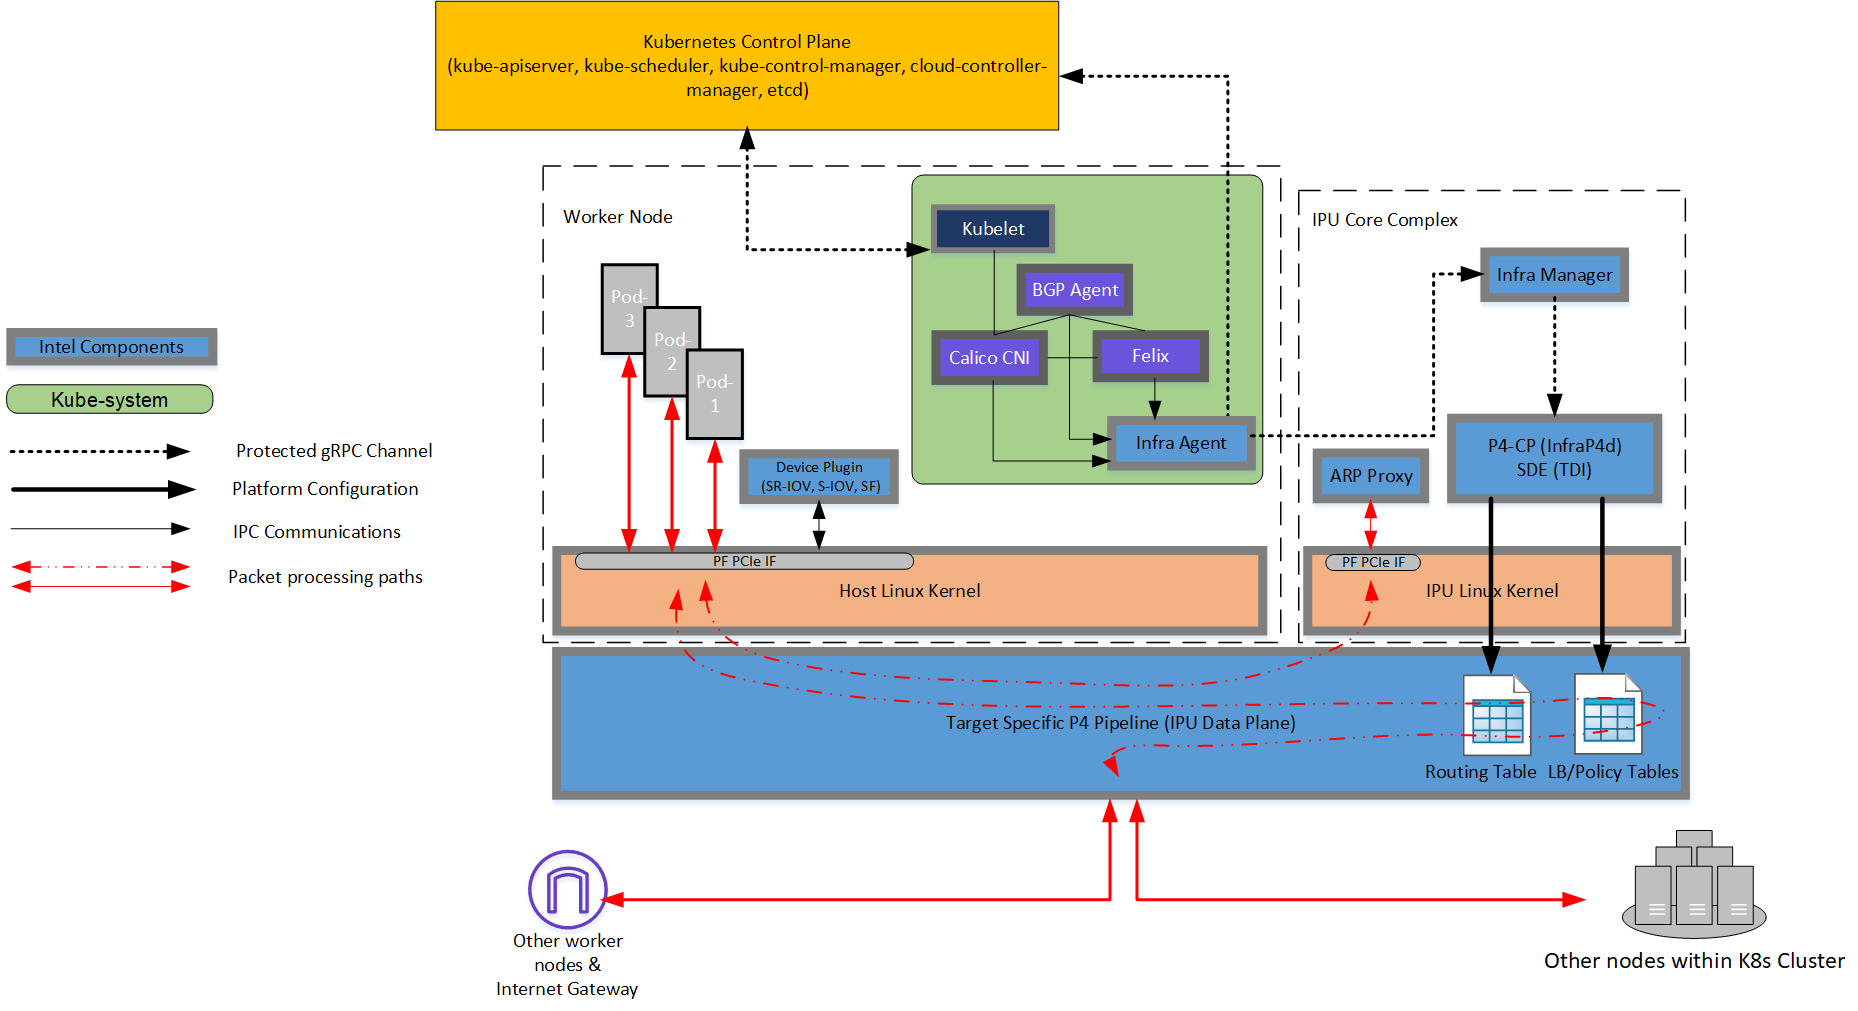 Kubernetes Control Plane
(kube-apiserver, kube-scheduler, kube-control-manager, cloud-controller-
manager, etcd)
Worker Node
Kubelet
BGP Agent
Calico CNI
Felix
Infra Agent
IPU Core Complex
Infra Manager
P4-CP (InfraP4d)
SDE (TDI)
ARP Proxy
Pod-
3
Pod-
2
Pod-
1
Device Plugin
(SR-IOV, S-IOV, SF)
Intel Components
Kube-system
Protected gRPC Channel
Platform Configuration
IPC Communications
Packet processing paths
PF PCIe IF
Host Linux Kernel
PF PCIe IF
IPU Linux Kernel
Target Specific P4 Pipeline (IPU Data Plane)
Routing Table
LB/Policy Tables
Other worker
nodes &
Internet Gateway
Other nodes within K8s Cluster